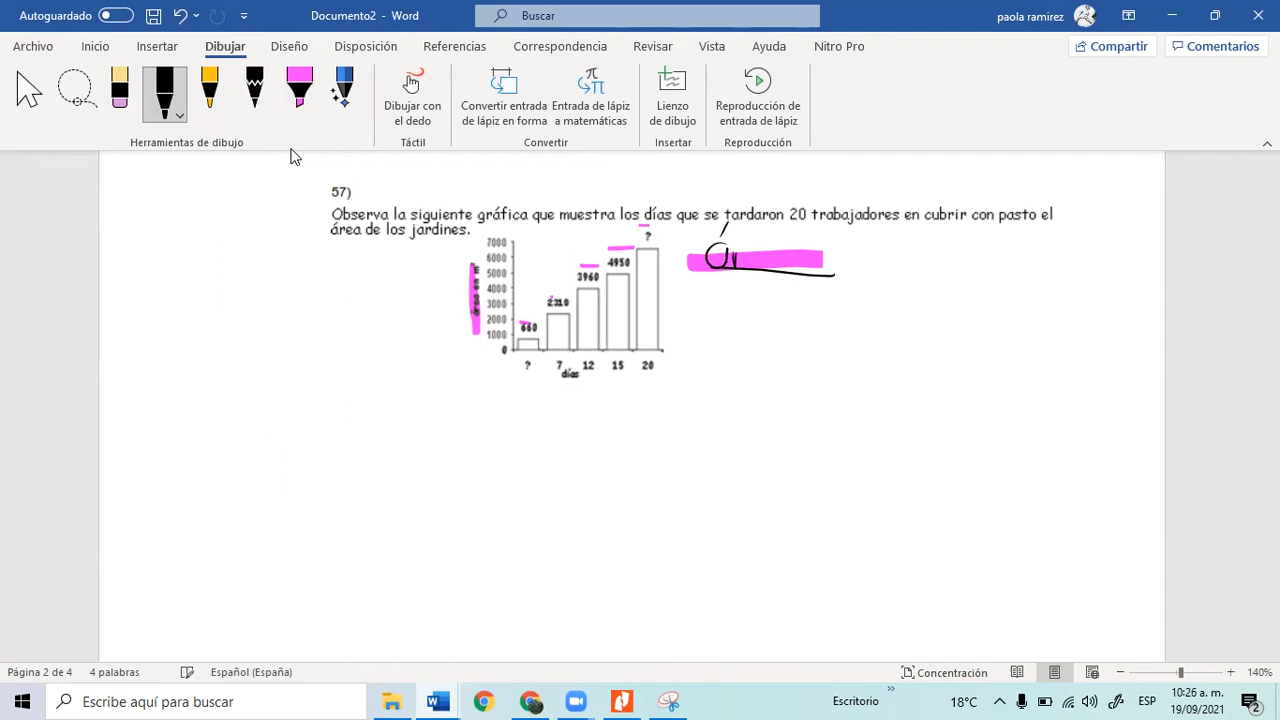 Autoguardado
Documento2 - Word
Buscar
paola ramirez
Archivo Inicio Insertar Dibujar Diseño Disposición Referencias Correspondencia Revisar Vista Ayuda Nitro Pro
Compartir Comentarios
Dibujar con
el dedo
Convertir entrada
de lápiz en forma
Entrada de lápiz
a matemáticas
Lienzo
de dibujo
Reproducción de
entrada de lápiz
Herramientas de dibujo Táctil Convertir Insertar Reproducción
57)
Observa la siguiente gráfica que muestra los días que se tardaron 20 trabajadores en cubrir con pasto el
área de los jardines.
7000
6000
5000
4000
3000
2000
1000
0
área en m
660
2310
3960
4950
?
? 7 12 15 20
días
Página 2 de 4 4 palabras Español (España) Concentración 140%
Escribe aquí para buscar
Escritorio
18°C
ESP
10:26 a. m.
19/09/2021
2